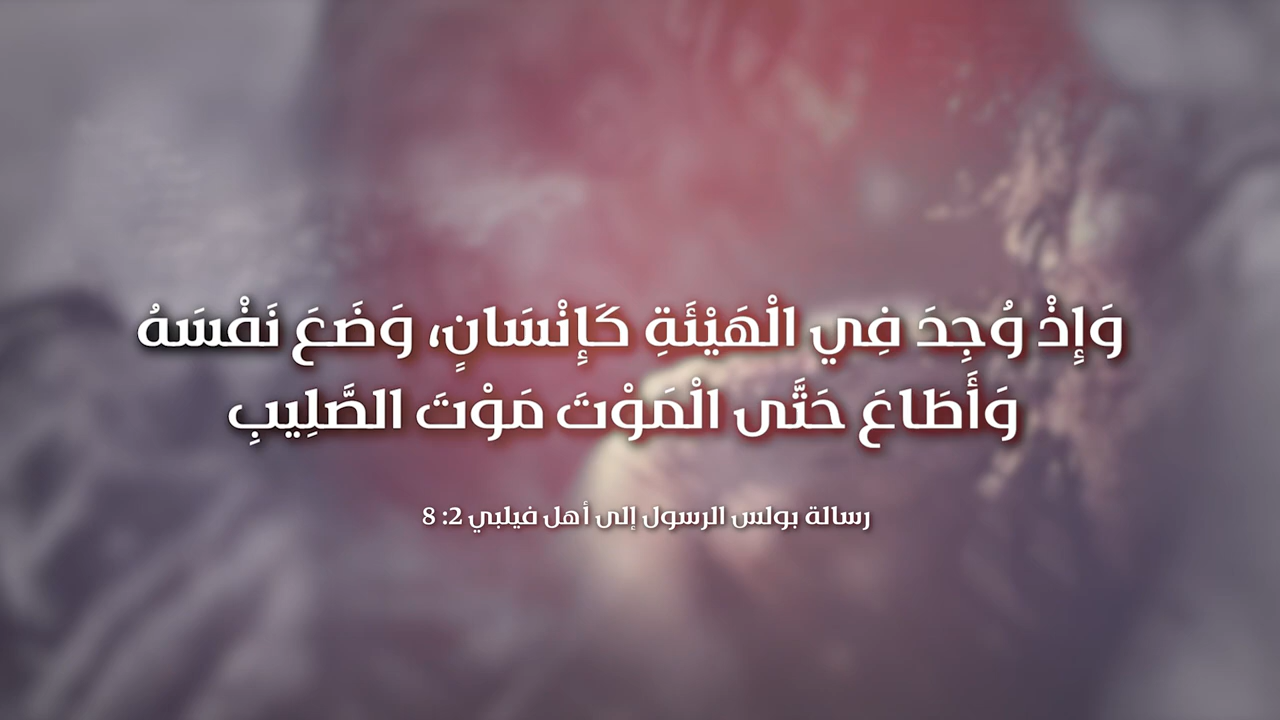 وَإِذْ وُجِدَ فِي الْهَيْئَةِ كَإِنْسَانٍ، وَضَعَ نَفْسَهُ
وَأَطَاعَ حَتَّى الْمَوْتَ مَوْتَ الصَّلِيبِ
رسالة بولس الرسول إلى أهل فيلبي 2: 8